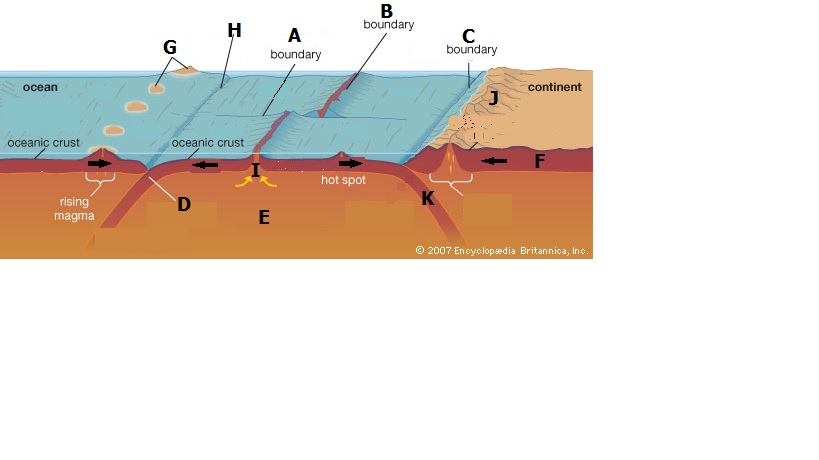 B
boundary
H
A
boundary
G
C
boundary
ocean
continent
J
oceanic crust
oceanic crust
I
hot spot
F
rising
magma
D
E
K
© 2007 Encyclopædia Britannica, Inc.